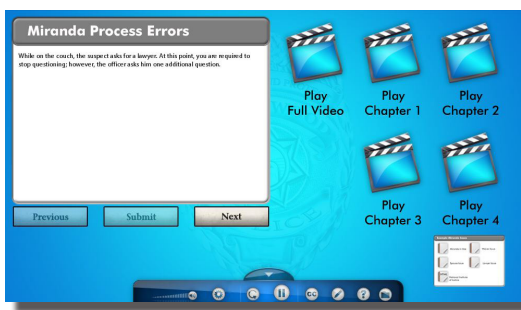 Miranda Process Errors
While on the couch, the suspect asks for a lawyer. At this point, you are required to
stop questioning; however, the officer asks him one additional question.
Previous
Submit
Next
Play
Full Video
Play
Chapter 1
Play
Chapter 2
Play
Chapter 3
Play
Chapter 4
CC
?